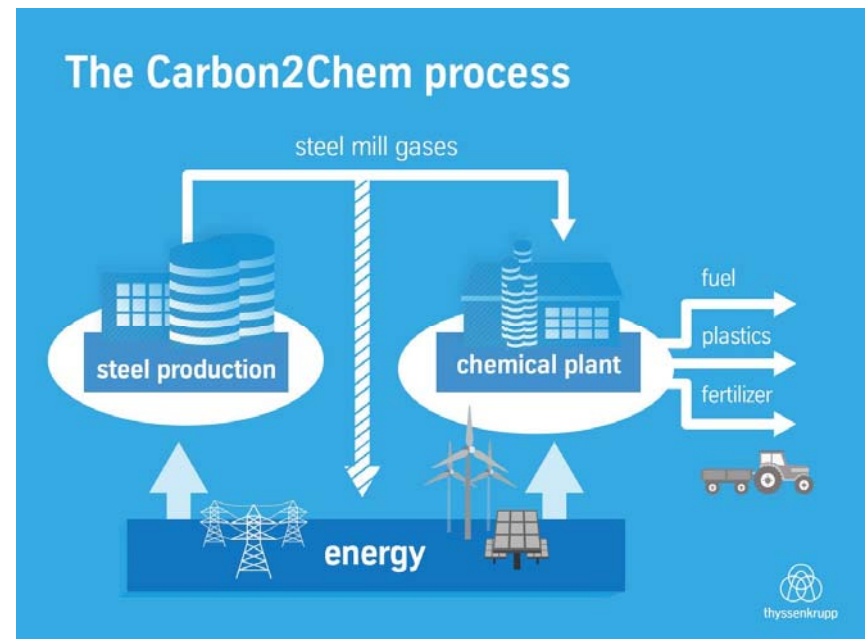 The Carbon2Chem process
steel mill gases
steel production
chemical plant
fuel
plastics
fertilizer
energy
thyssenkrupp